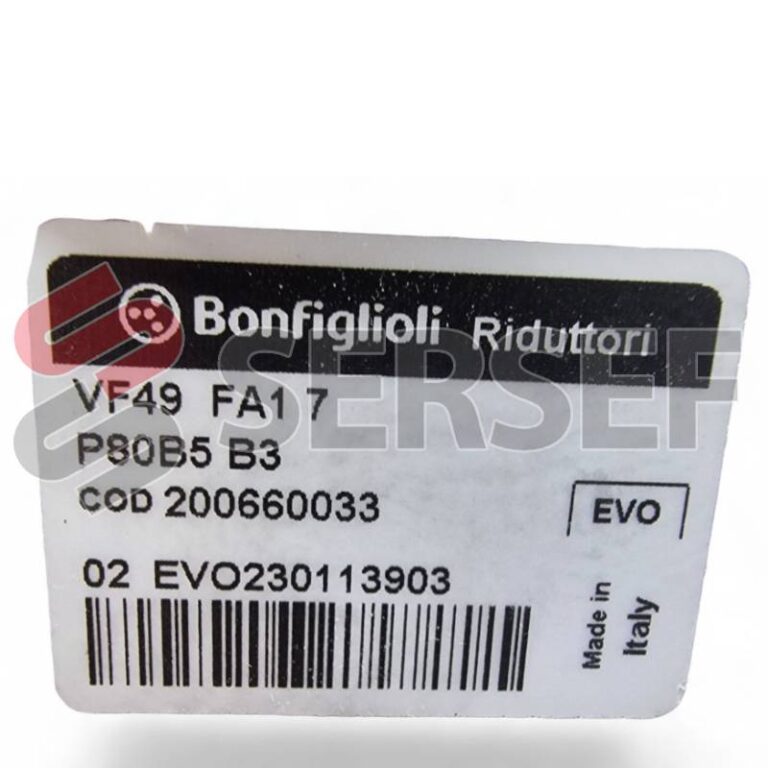 Bonfiglioli Riduttori
SERSEF
VF49 FA1 7
P80B5 B3
COD 200660033
EVO
02 EVO230113903
Made in
Italy